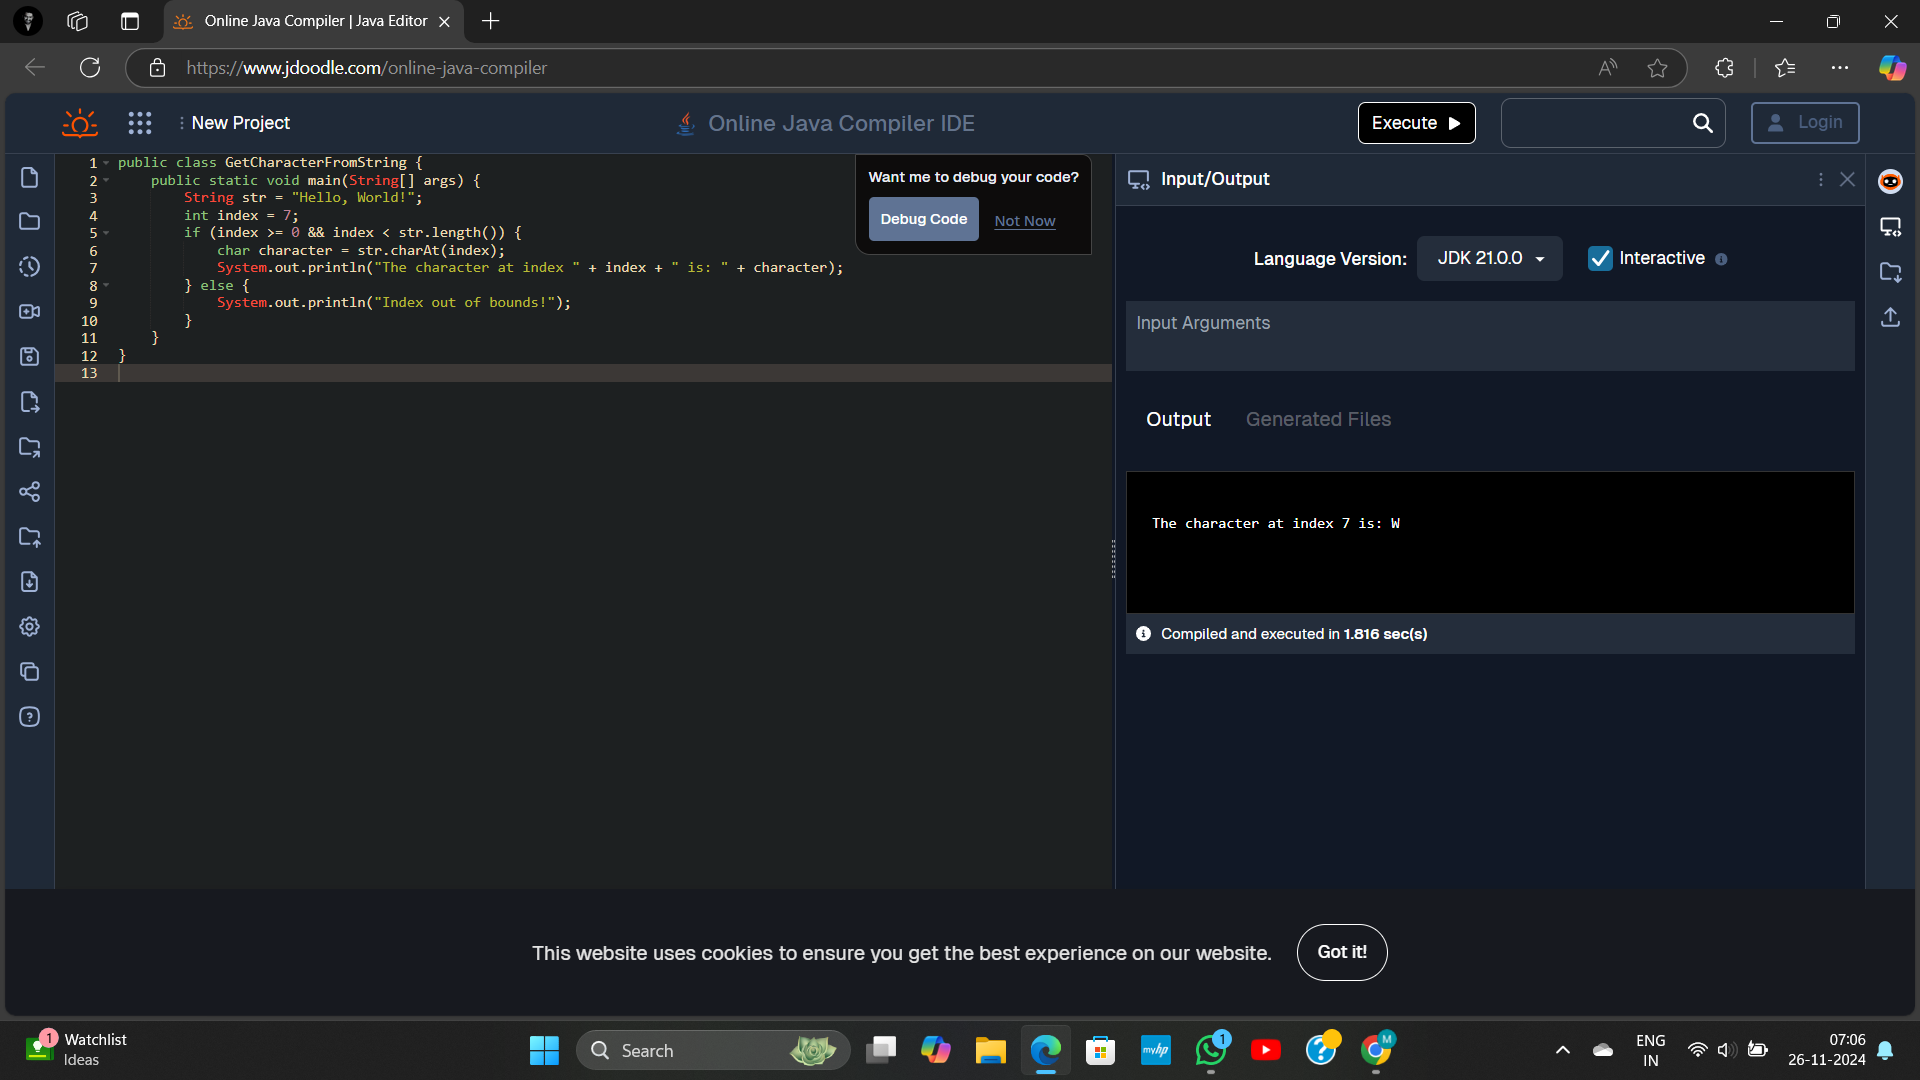 Online Java Compiler | Java Editor
https://www.jdoodle.com/online-java-compiler
New Project
Online Java Compiler IDE
Execute
Login
1 public class GetCharacterFromString {
2 public static void main(String[] args) {
3 String str = "Hello, World!";
4 int index = 7;
5 if (index >= 0 && index < str.length()) {
6 char character = str.charAt(index);
7 System.out.println("The character at index " + index + " is: " + character);
8 } else {
9 System.out.println("Index out of bounds!");
10 }
11 }
12 }
13
Want me to debug your code?
Debug Code Not Now
Input/Output
Language Version: JDK 21.0.0 Interactive
Input Arguments
Output Generated Files
The character at index 7 is: W
Compiled and executed in 1.816 sec(s)
This website uses cookies to ensure you get the best experience on our website. Got it!
1 Watchlist
Ideas
Search
myhp
1
M
ENG
IN
07:06
26-11-2024